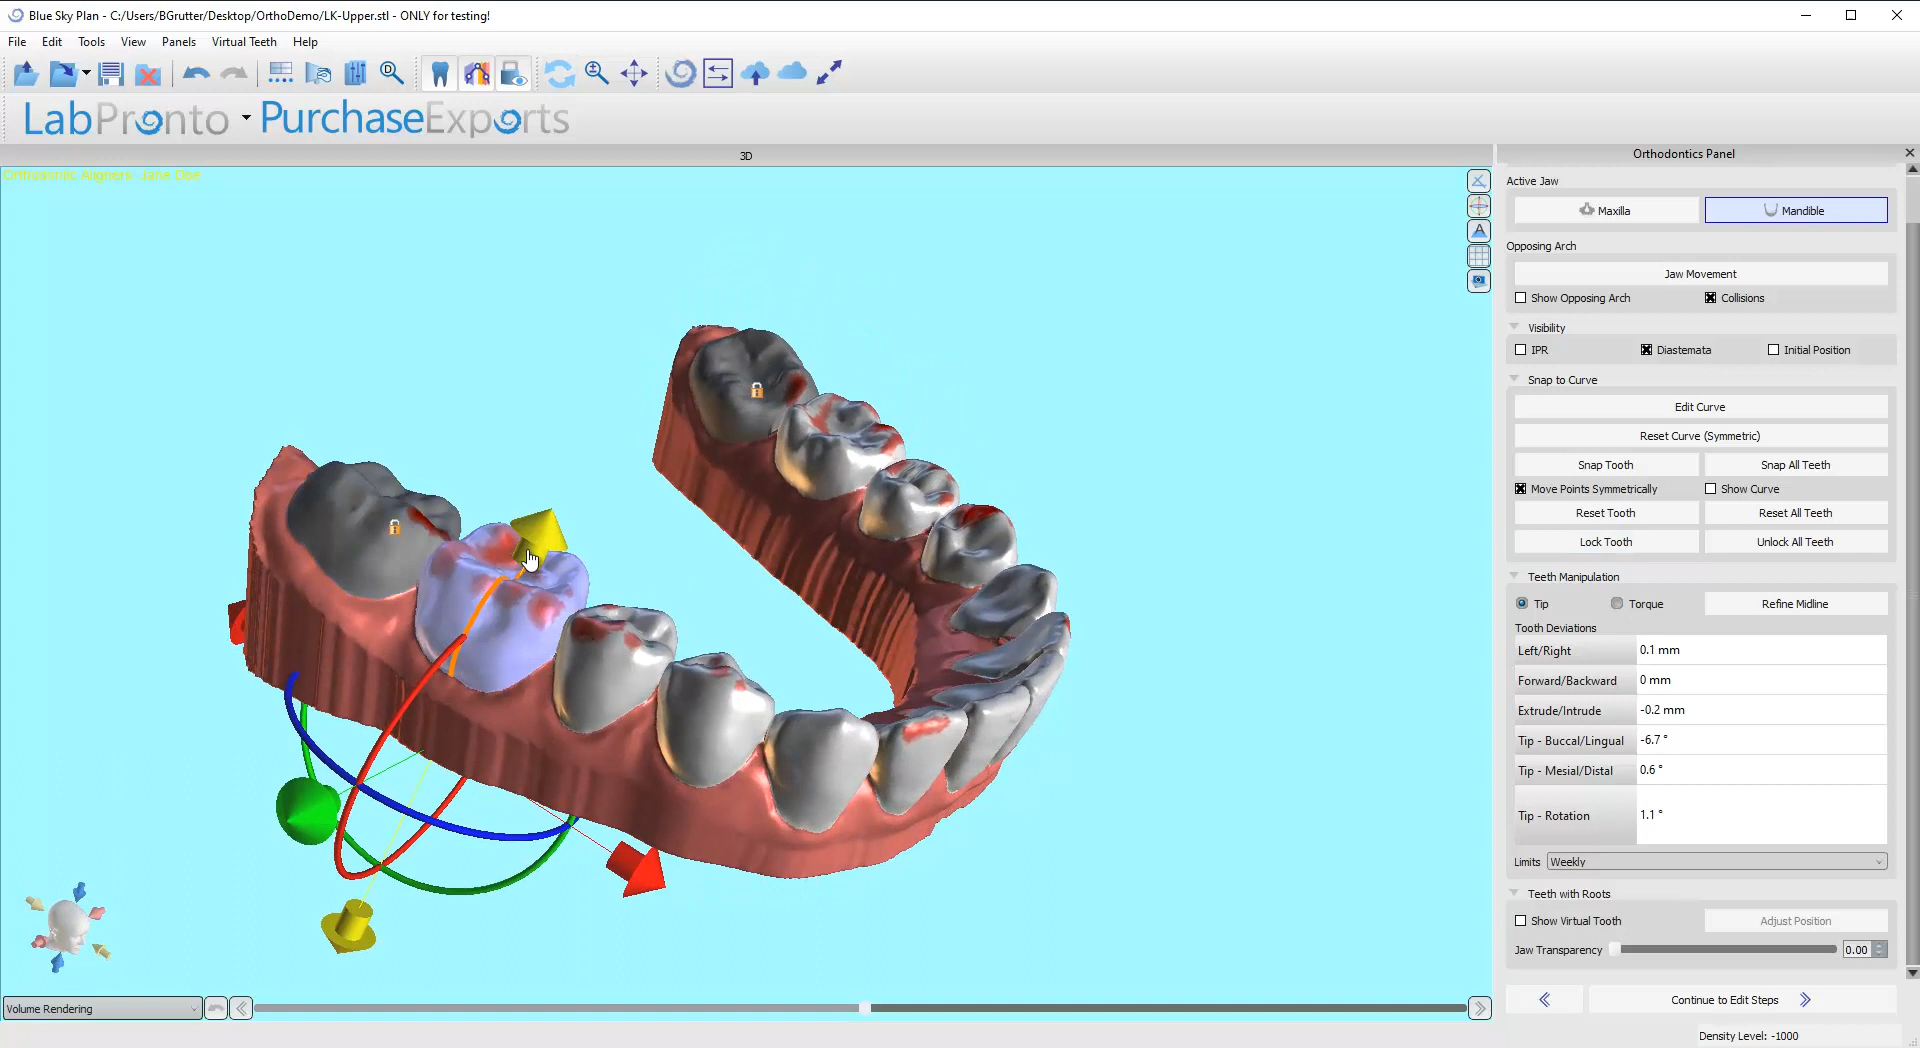 Blue Sky Plan - C:/Users/BGrutter/Desktop/OrthoDemo/LK-Upper.stl - ONLY for testing!
File Edit Tools View Panels Virtual Teeth Help
LabPronto PurchaseExports
3D
Orthodontic Aligners: Jane Doe
Orthodontics Panel
Active Jaw
Maxilla Mandible
Opposing Arch
Jaw Movement
Show Opposing Arch Collisions
Visibility
IPR Diastemata Initial Position
Snap to Curve
Edit Curve
Reset Curve (Symmetric)
Snap Tooth Snap All Teeth
Move Points Symmetrically Show Curve
Reset Tooth Reset All Teeth
Lock Tooth Unlock All Teeth
Teeth Manipulation
Tip Torque Refine Midline
Tooth Deviations
Left/Right 0.1 mm
Forward/Backward 0 mm
Extrude/Intrude -0.2 mm
Tip - Buccal/Lingual -6.7 °
Tip - Mesial/Distal 0.6 °
Tip - Rotation 1.1 °
Limits Weekly
Teeth with Roots
Show Virtual Tooth Adjust Position
Jaw Transparency 0.00
Volume Rendering
Continue to Edit Steps
Density Level: -1000